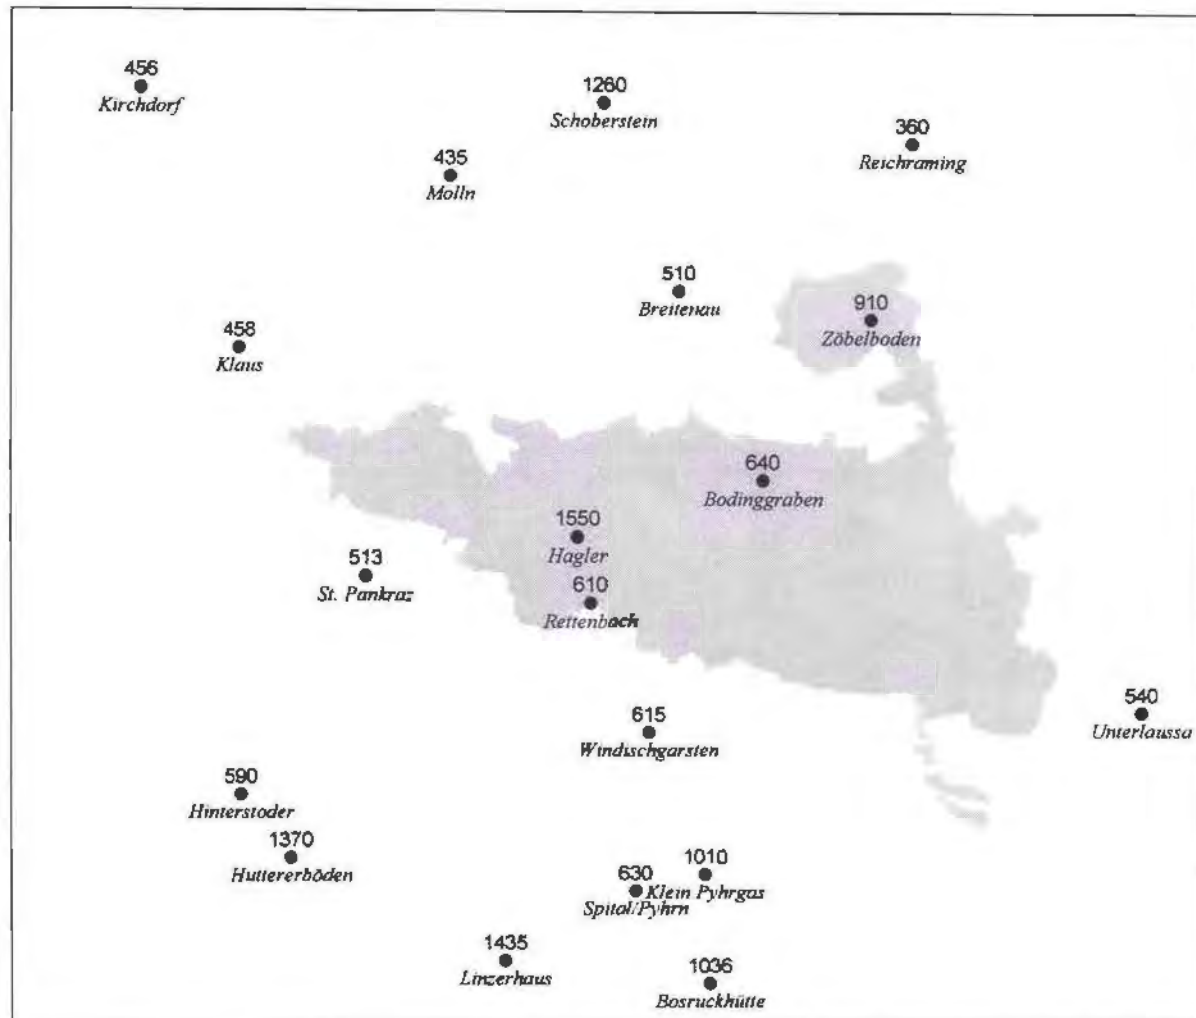 456
Kirchdorf
1260
Schoberstein
360
Reichraming
435
Molln
510
Breitenau
910
Zöbelboden
458
Klaus
640
Bodinggraben
1550
Hagler
513
St. Pankraz
610
Rettenbach
540
Unterlaussa
615
Windischgarsten
590
Hinterstoder
1370
Huttererböden
1010
Klein Pyhrgas
630
Spital/Pyhrn
1435
Linzerhaus
1036
Bosruckhütte